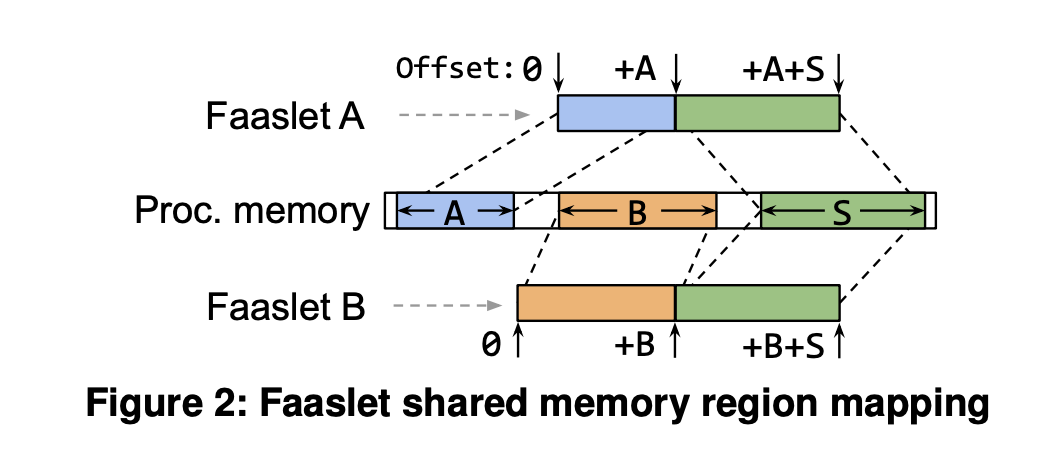 Offset: 0 +A +A+S
Faaslet A
Proc. memory A B S
Faaslet B
0 +B +B+S
Figure 2: Faaslet shared memory region mapping